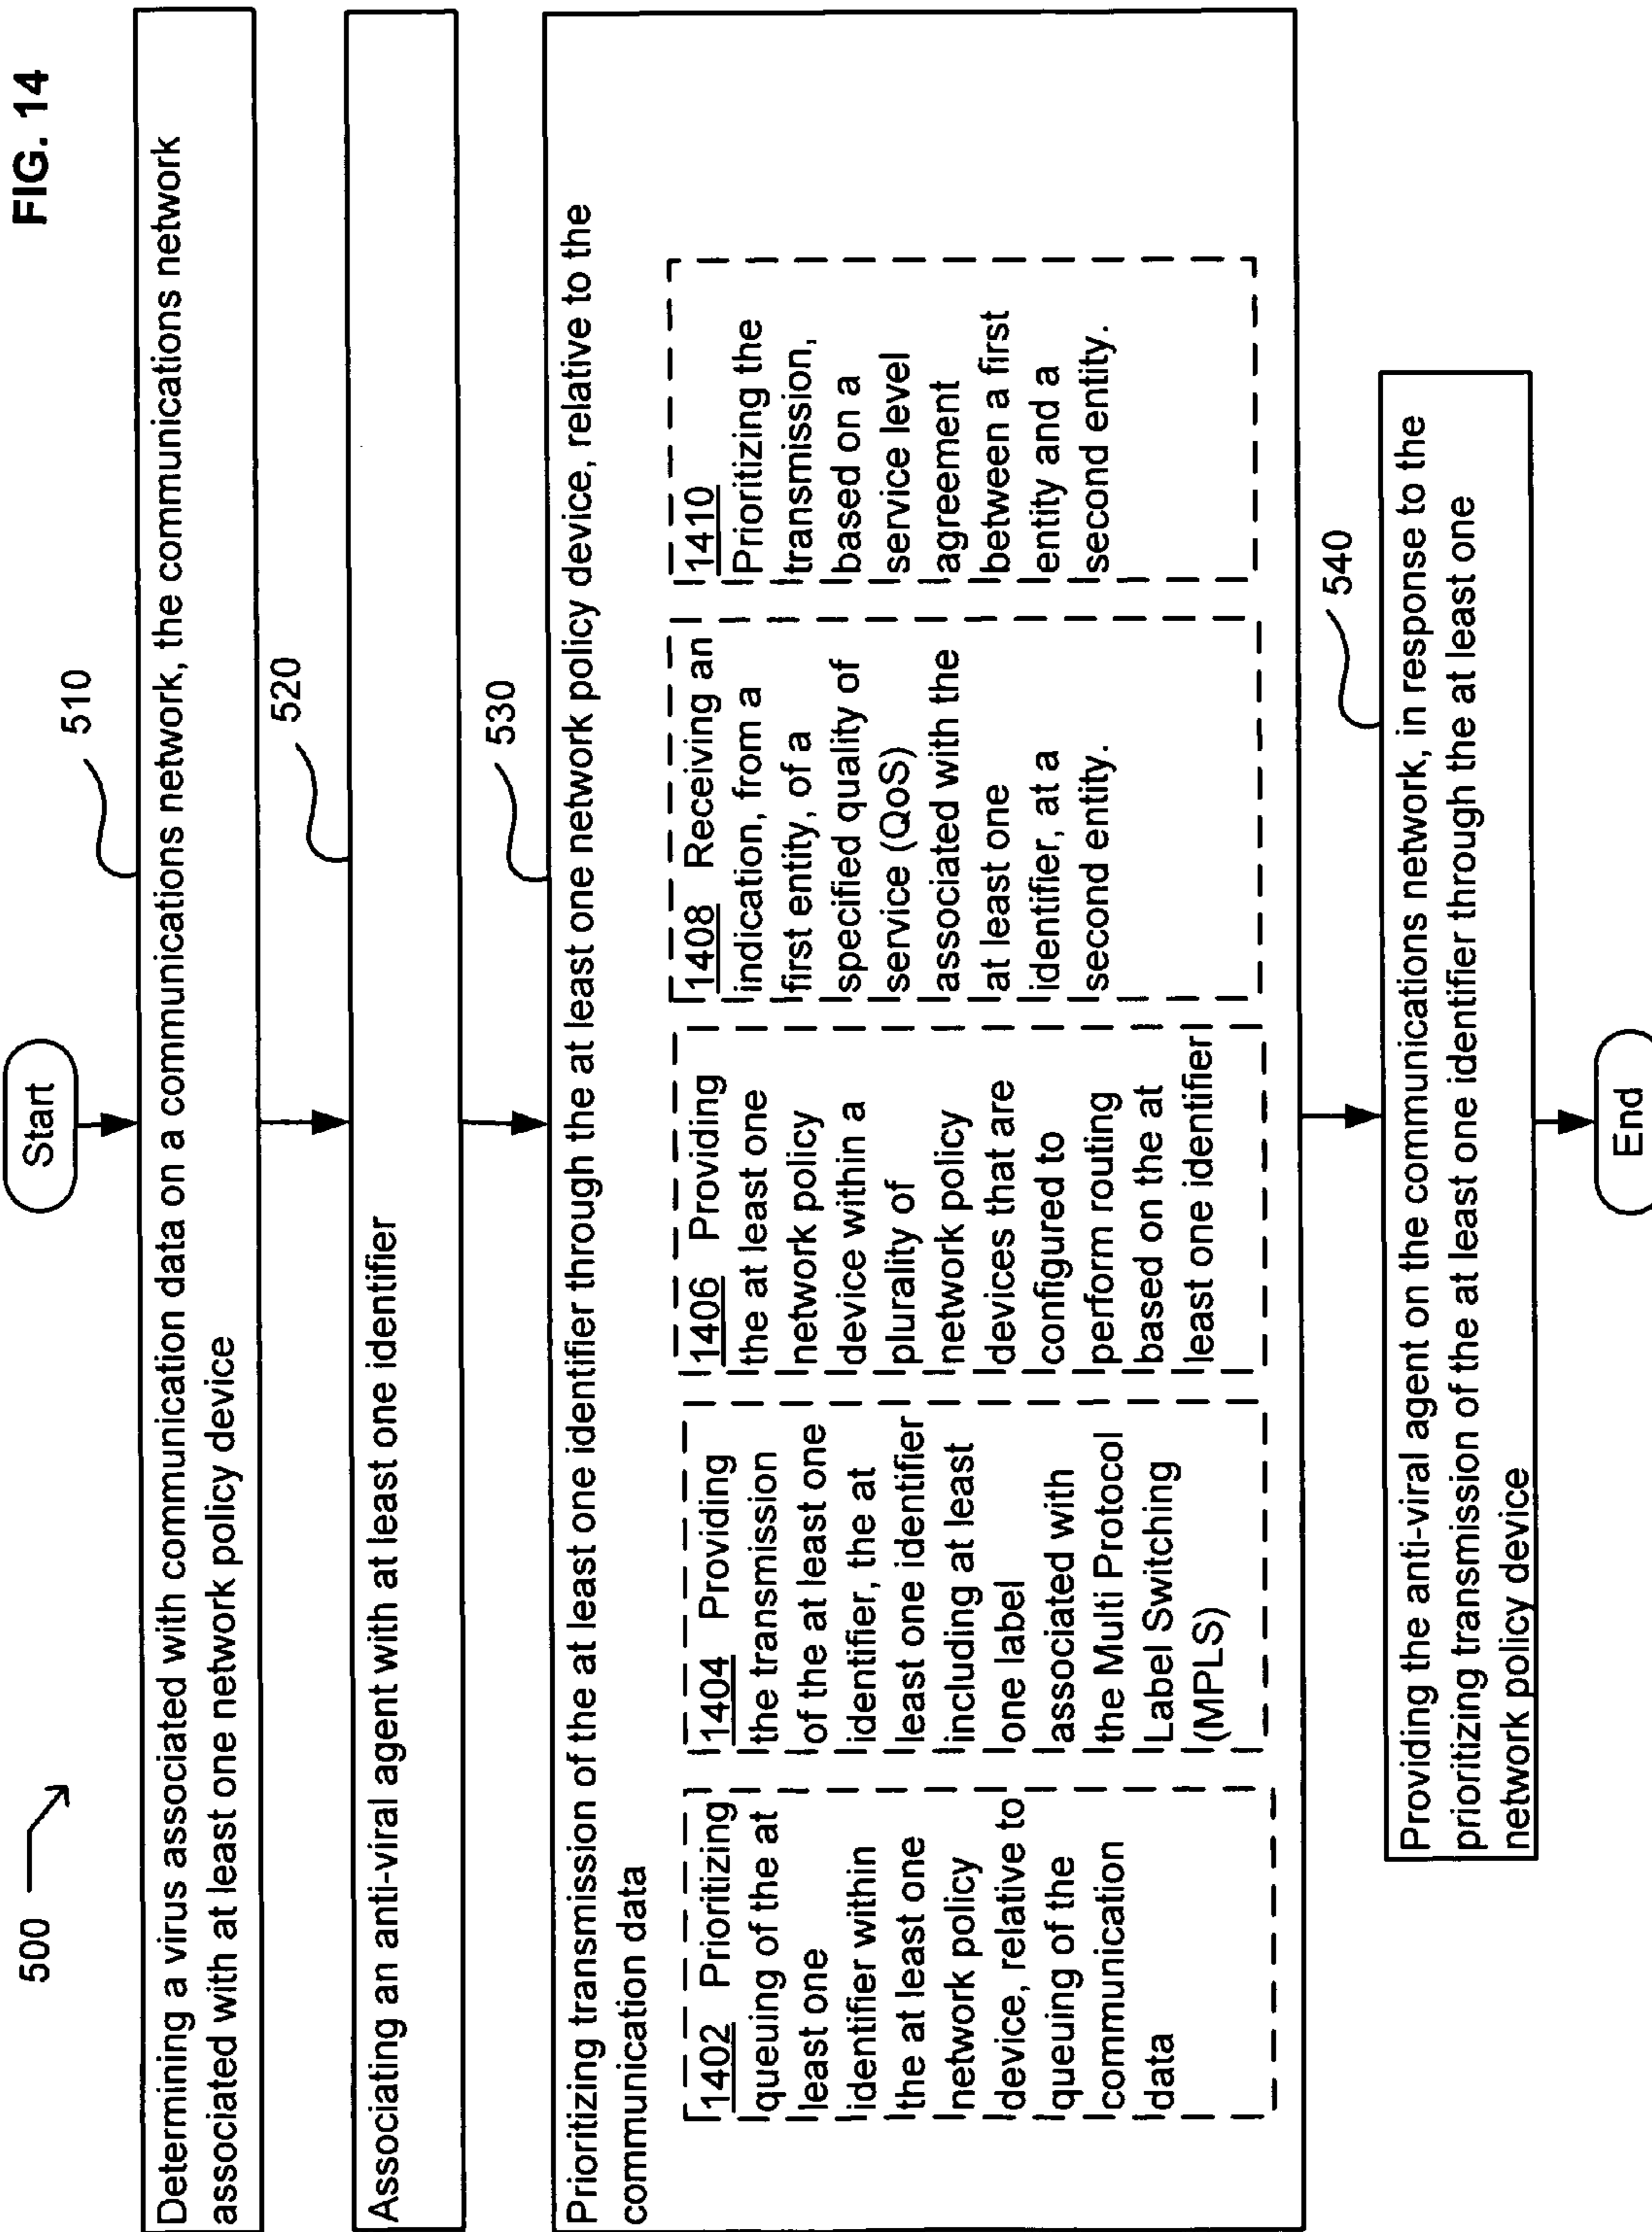 FIG. 14
500
Start
510
Determining a virus associated with communication data on a communications network, the communications network
associated with at least one network policy device
520
Associating an anti-viral agent with at least one identifier
530
Prioritizing transmission of the at least one identifier through the at least one network policy device, relative to the
communication data
1402 Prioritizing
queuing of the at
least one
identifier within
the at least one
network policy
device, relative to
queuing of the
communication
data
1404 Providing
the transmission
of the at least one
identifier, the at
least one identifier
including at least
one label
associated with
the Multi Protocol
Label Switching
(MPLS)
1406 Providing
the at least one
network policy
device within a
plurality of
network policy
devices that are
configured to
perform routing
based on the at
least one identifier
1408 Receiving an
indication, from a
first entity, of a
specified quality of
service (QoS)
associated with the
at least one
identifier, at a
second entity.
1410
Prioritizing the
transmission,
based on a
service level
agreement
between a first
entity and a
second entity.
540
Providing the anti-viral agent on the communications network, in response to the
prioritizing transmission of the at least one identifier through the at least one
network policy device
End